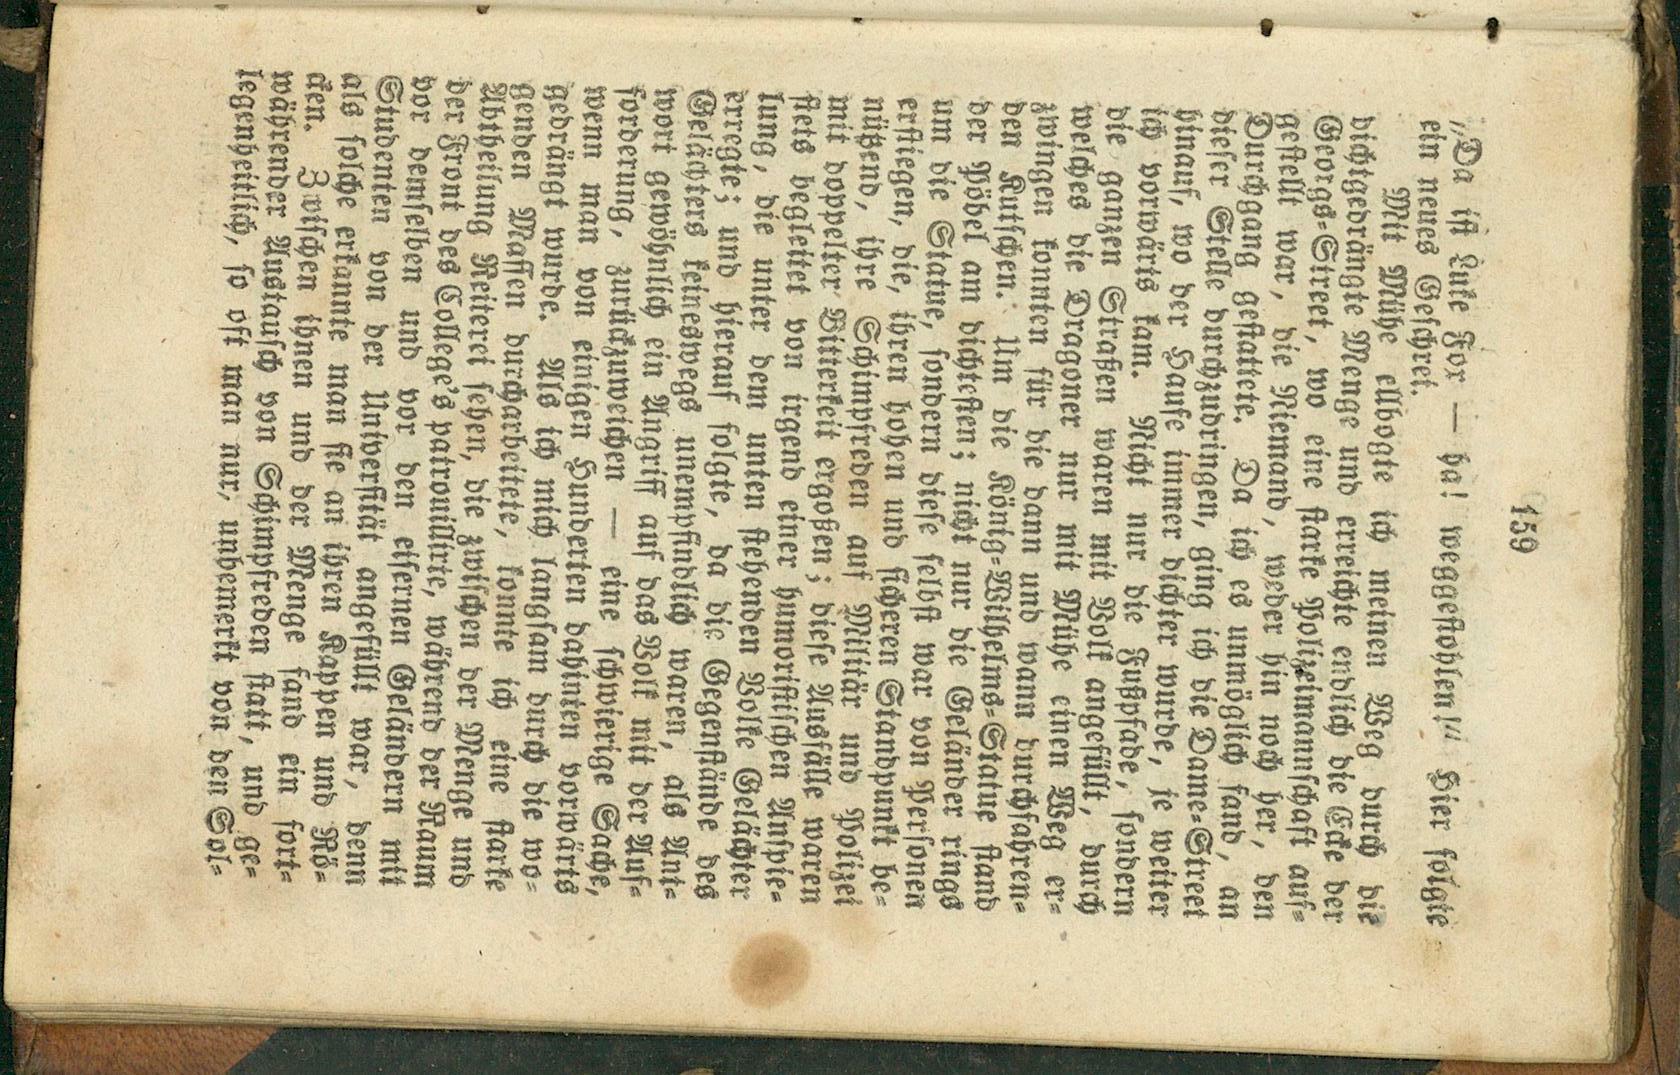 159
„Da ist Luke Fox — ha! weggestohlen!" Hier folgte
ein neues Geschrei.
Mit Mühe ellbogte ich meinen Weg durch die
dichtgedrängte Menge und erreichte endlich die Ecke der
Georgs=Street, wo eine starke Polizeimannschaft auf=
gestellt war, die Niemand, weder hin noch her, den
Durchgang gestattete. Da ich es unmöglich fand, an
dieser Stelle durchzudringen, ging ich die Dame=Street
hinauf, wo der Haufe immer dichter wurde, je weiter
ich vorwärts kam. Nicht nur die Fußpfade, sondern
die ganzen Straßen waren mit Volk angefüllt, durch
welches die Dragoner nur mit Mühe einen Weg er=
zwingen konnten für die dann und wann durchfahren=
den Kutschen. Um die König=Wilhelms=Statue stand
der Pöbel am dichtesten; nicht nur die Geländer rings
um die Statue, sondern diese selbst war von Personen
erstiegen, die, ihren hohen und sicheren Standpunkt be=
nützend, ihre Schimpfreden auf Militär und Polizei
mit doppelter Bitterkeit ergoßen; diese Ausfälle waren
stets begleitet von irgend einer humoristischen Anspie=
lung, die unter dem unten stehenden Volke Gelächter
erregte; und hierauf folgte, da die Gegenstände des
Gelächters keineswegs unempfindlich waren, als Ant=
wort gewöhnlich ein Angriff auf das Volk mit der Auf=
forderung, zurückzuweichen — eine schwierige Sache,
wenn man von einigen Hunderten dahinten vorwärts
gedrängt wurde. Als ich mich langsam durch die wo=
genden Massen durcharbeitete, konnte ich eine starke
Abtheilung Reiterei sehen, die zwischen der Menge und
der Front des College's patrouillirte, während der Raum
vor demselben und vor den eisernen Geländern mit
Studenten von der Universität angefüllt war, denn
als solche erkannte man sie an ihren Kappen und Rö=
cken. Zwischen ihnen und der Menge fand ein fort=
währender Austausch von Schimpfreden statt, und ge=
legenheitlich, so oft man nur, unbemerkt von den Sol=